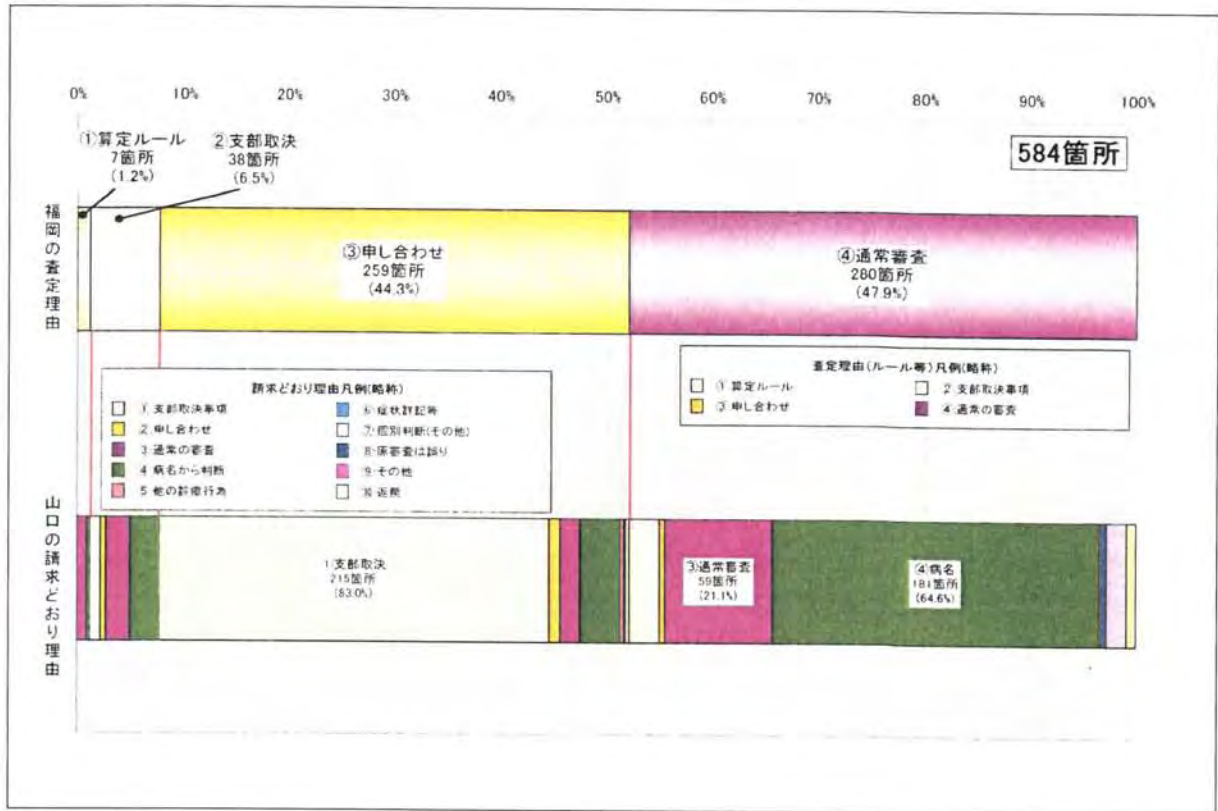 0% 10% 20% 30% 40% 50% 60% 70% 80% 90% 100%
①算定ルール
7箇所
(1.2%)
②支部取決
38箇所
(6.5%)
584箇所
福岡の査定理由
③申し合わせ
259箇所
(44.3%)
④通常審査
280箇所
(47.9%)
請求どおり理由凡例(略称)
①支部取決事項
②申し合わせ
3 通常の審査
4 病名から判断
5 他の診療行為
⑥症状詳記等
⑦個別判断(その他)
8 原審査は誤り
9 その他
⑩返戻
査定理由(ルール等)凡例(略称)
①算定ルール
②支部取決事項
③申し合わせ
④通常の審査
山口の請求どおり理由
1支部取決
215箇所
(83.0%)
③通常審査
59箇所
(21.1%)
④病名
181箇所
(64.6%)